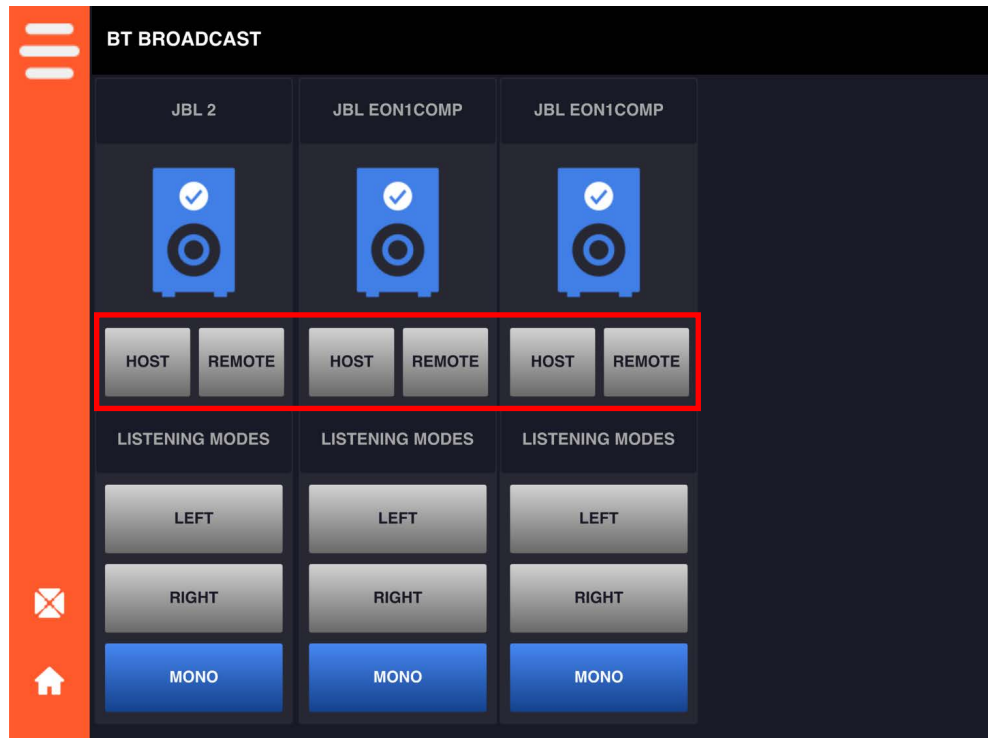 BT BROADCAST
JBL 2 JBL EON1COMP JBL EON1COMP
HOST REMOTE HOST REMOTE HOST REMOTE
LISTENING MODES LISTENING MODES LISTENING MODES
LEFT LEFT LEFT
RIGHT RIGHT RIGHT
MONO MONO MONO